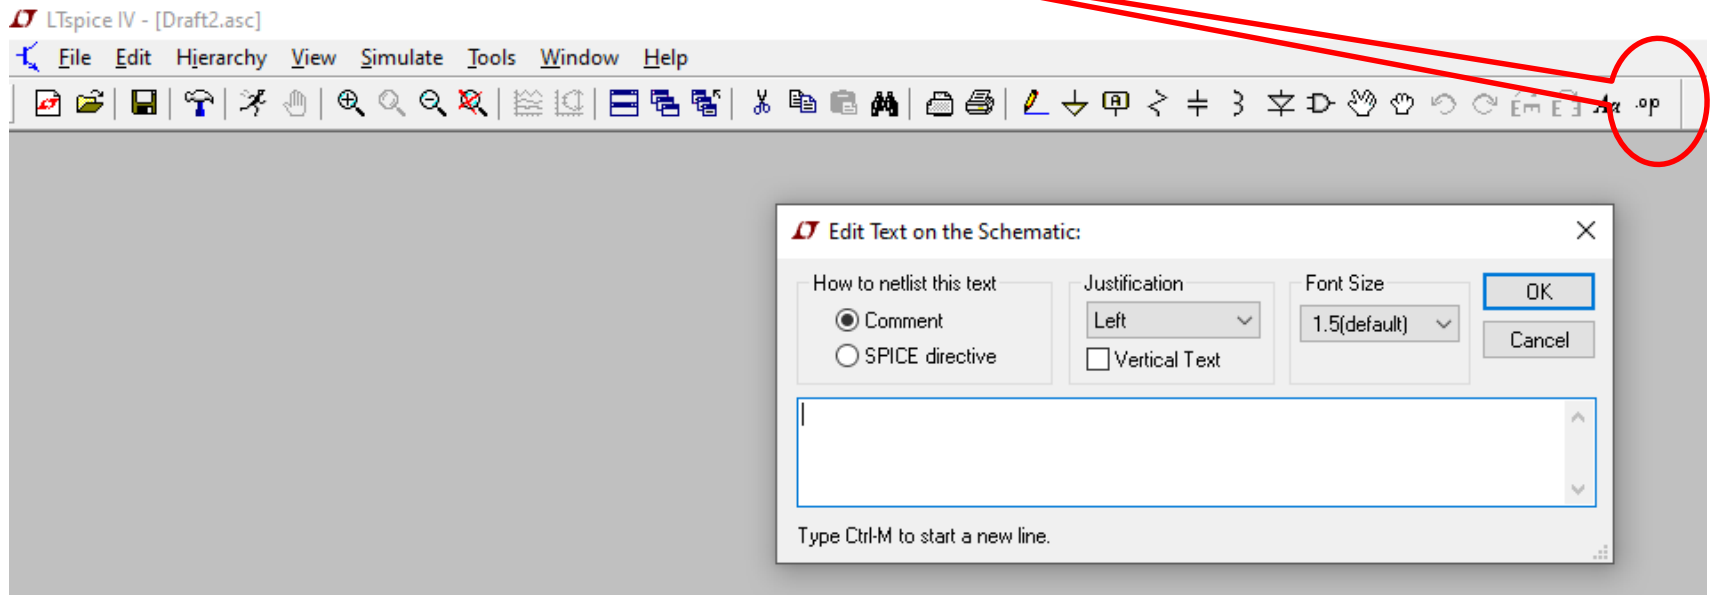 LTspice IV - [Draft2.asc]
File Edit Hierarchy View Simulate Tools Window Help
A Aa .op
Edit Text on the Schematic:
How to netlist this text
Comment
SPICE directive
Justification
Left
Vertical Text
Font Size
1.5(default)
OK
Cancel
Type Ctrl-M to start a new line.